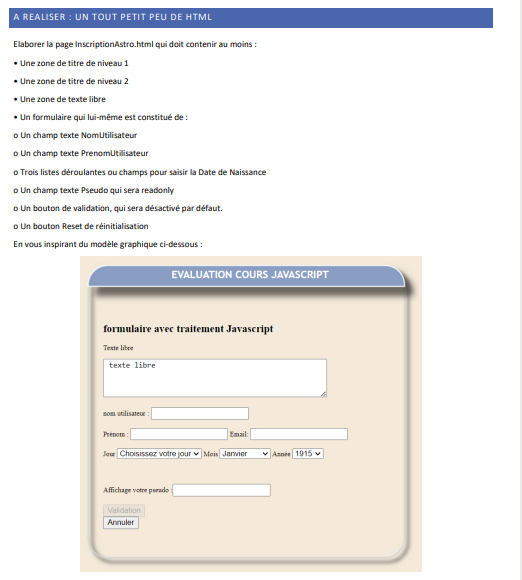 A REALISER : UN TOUT PETIT PEU DE HTML
Elaborer la page InscriptionAstro.html qui doit contenir au moins :
• Une zone de titre de niveau 1
• Une zone de titre de niveau 2
• Une zone de texte libre
• Un formulaire qui lui-même est constitué de :
o Un champ texte NomUtilisateur
o Un champ texte PrenomUtilisateur
o Trois listes déroulantes ou champs pour saisir la Date de Naissance
o Un champ texte Pseudo qui sera readonly
o Un bouton de validation, qui sera désactivé par défaut.
o Un bouton Reset de réinitialisation
En vous inspirant du modèle graphique ci-dessous :
EVALUATION COURS JAVASCRIPT
formulaire avec traitement Javascript
Texte libre
texte libre
nom utilisateur :
Prénom : Email:
Jour Choisissez votre jour Mois Janvier Année 1915
Affichage votre pseudo :
Validation
Annuler